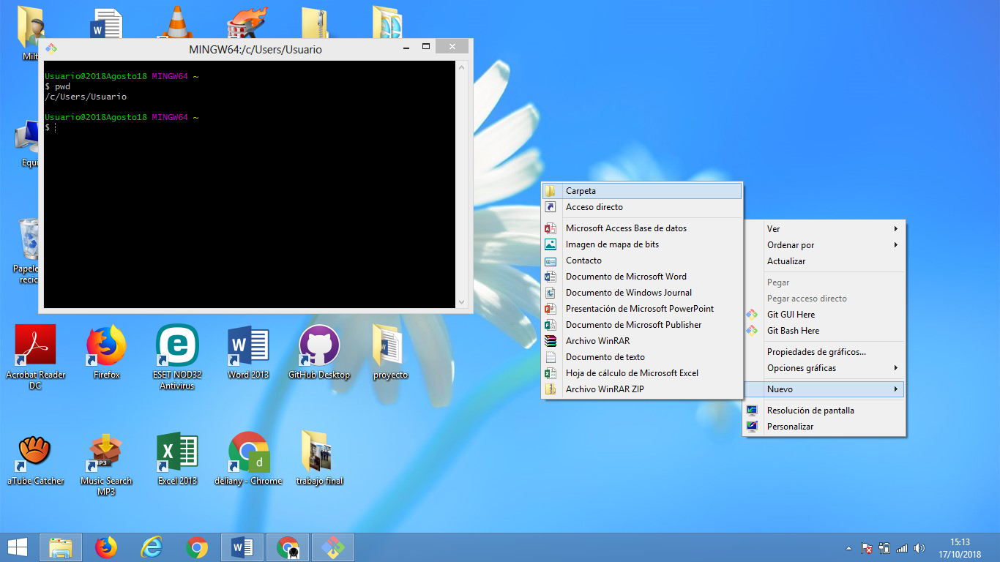 Milt
MINGW64:/c/Users/Usuario
Usuario@2018Agosto18 MINGW64 ~
$ pwd
/c/Users/Usuario
Usuario@2018Agosto18 MINGW64 ~
$
Equi
Papele
recic
Carpeta
Acceso directo
Microsoft Access Base de datos
Imagen de mapa de bits
Contacto
Documento de Microsoft Word
Documento de Windows Journal
Presentación de Microsoft PowerPoint
Documento de Microsoft Publisher
Archivo WinRAR
Documento de texto
Hoja de cálculo de Microsoft Excel
Archivo WinRAR ZIP
Ver
Ordenar por
Actualizar
Pegar
Pegar acceso directo
Git GUI Here
Git Bash Here
Propiedades de gráficos...
Opciones gráficas
Nuevo
Resolución de pantalla
Personalizar
Acrobat Reader
DC
Firefox
ESET NOD32
Antivirus
Word 2013
GitHub Desktop
proyecto
aTube Catcher
Music Search
MP3
Excel 2013
deliany - Chrome
trabajo final
15:13
17/10/2018